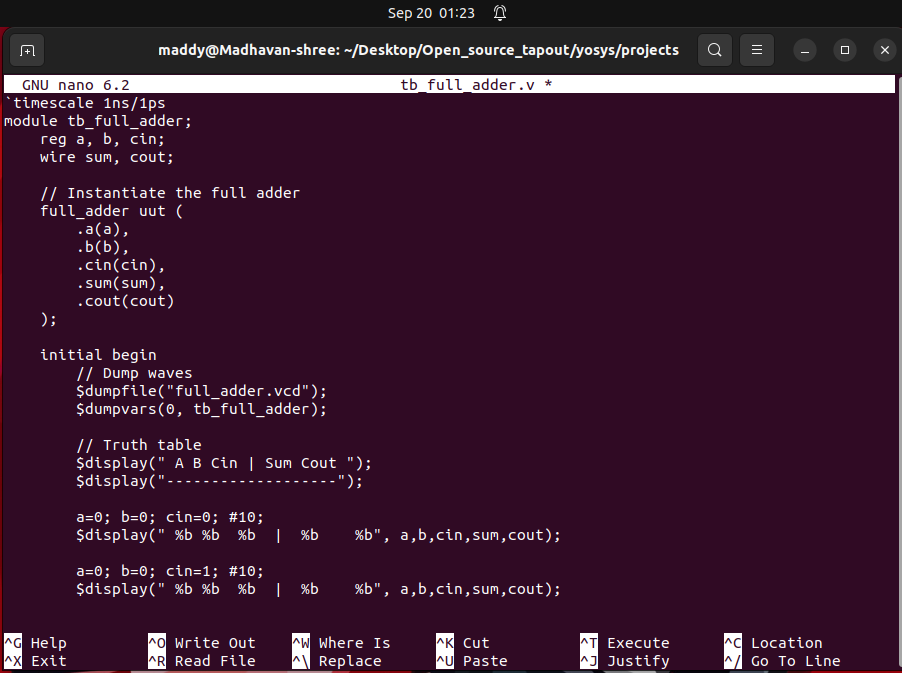 Sep 20 01:23
maddy@Madhavan-shree: ~/Desktop/Open_source_tapout/yosys/projects
GNU nano 6.2 tb_full_adder.v *
`timescale 1ns/1ps
module tb_full_adder;
    reg a, b, cin;
    wire sum, cout;

    // Instantiate the full adder
    full_adder uut (
        .a(a),
        .b(b),
        .cin(cin),
        .sum(sum),
        .cout(cout)
    );

    initial begin
        // Dump waves
        $dumpfile("full_adder.vcd");
        $dumpvars(0, tb_full_adder);

        // Truth table
        $display(" A B Cin | Sum Cout ");
        $display("-------------------");

        a=0; b=0; cin=0; #10;
        $display(" %b %b  %b  |  %b    %b", a,b,cin,sum,cout);

        a=0; b=0; cin=1; #10;
        $display(" %b %b  %b  |  %b    %b", a,b,cin,sum,cout);

^G Help ^O Write Out ^W Where Is ^K Cut ^T Execute ^C Location
^X Exit ^R Read File ^\ Replace ^U Paste ^J Justify ^/ Go To Line